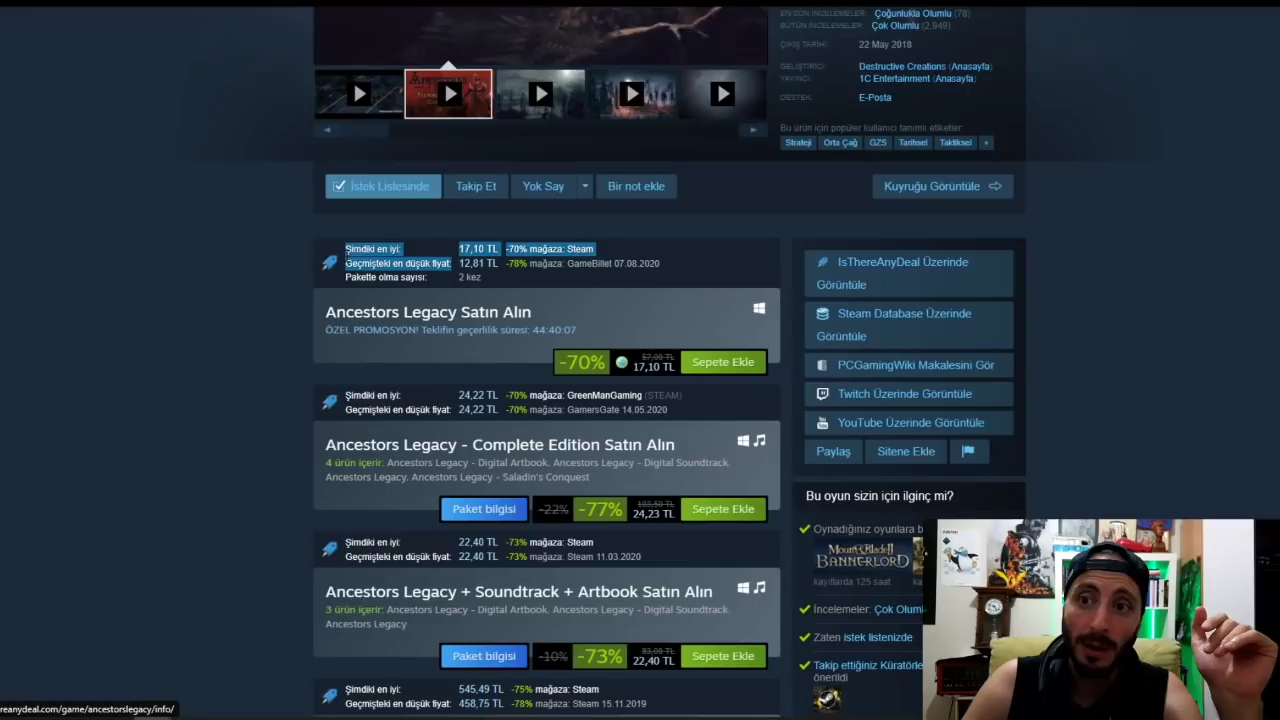 EN SON İNCELEMELER: Çoğunlukla Olumlu (78)
BÜTÜN İNCELEMELER: Çok Olumlu (2,949)
ÇIKIŞ TARİHİ: 22 May 2018
GELİŞTİRİCİ: Destructive Creations (Anasayfa)
YAYINCI: 1C Entertainment (Anasayfa)
DESTEK: E-Posta
Bu ürün için popüler kullanıcı tanımlı etiketler:
Strateji Orta Çağ GZS Tarihsel Taktiksel +
İstek Listesinde Takip Et Yok Say Bir not ekle Kuyruğu Görüntüle
Şimdiki en iyi: 17,10 TL -70% mağaza: Steam
Geçmişteki en düşük fiyat: 12,81 TL -78% mağaza: GameBillet 07.08.2020
Pakette olma sayısı: 2 kez
Ancestors Legacy Satın Alın
ÖZEL PROMOSYON! Teklifin geçerlilik süresi: 44:40:07
-70% 57,00 TL 17,10 TL Sepete Ekle
Şimdiki en iyi: 24,22 TL -70% mağaza: GreenManGaming (STEAM)
Geçmişteki en düşük fiyat: 24,22 TL -70% mağaza: GamersGate 14.05.2020
Ancestors Legacy - Complete Edition Satın Alın
4 ürün içerir: Ancestors Legacy - Digital Artbook, Ancestors Legacy - Digital Soundtrack,
Ancestors Legacy, Ancestors Legacy - Saladin's Conquest
Paket bilgisi -22% -77% 103,50 TL 24,23 TL Sepete Ekle
Şimdiki en iyi: 22,40 TL -73% mağaza: Steam
Geçmişteki en düşük fiyat: 22,40 TL -73% mağaza: Steam 11.03.2020
Ancestors Legacy + Soundtrack + Artbook Satın Alın
3 ürün içerir: Ancestors Legacy - Digital Artbook, Ancestors Legacy - Digital Soundtrack,
Ancestors Legacy
Paket bilgisi -10% -73% 83,00 TL 22,40 TL Sepete Ekle
Şimdiki en iyi: 545,49 TL -75% mağaza: Steam
Geçmişteki en düşük fiyat: 458,75 TL -78% mağaza: Steam 15.11.2019
IsThereAnyDeal Üzerinde
Görüntüle
Steam Database Üzerinde
Görüntüle
PCGamingWiki Makalesini Gör
Twitch Üzerinde Görüntüle
YouTube Üzerinde Görüntüle
Paylaş Sitene Ekle
Bu oyun sizin için ilginç mi?
Oynadığınız oyunlara b
MOUNT&BLADE II
BANNERLORD
kayıtlarda 125 saat
İncelemeler: Çok Olumlu
Zaten istek listenizde
Takip ettiğiniz Küratörle
önerildi
reanydeal.com/game/ancestorslegacy/info/